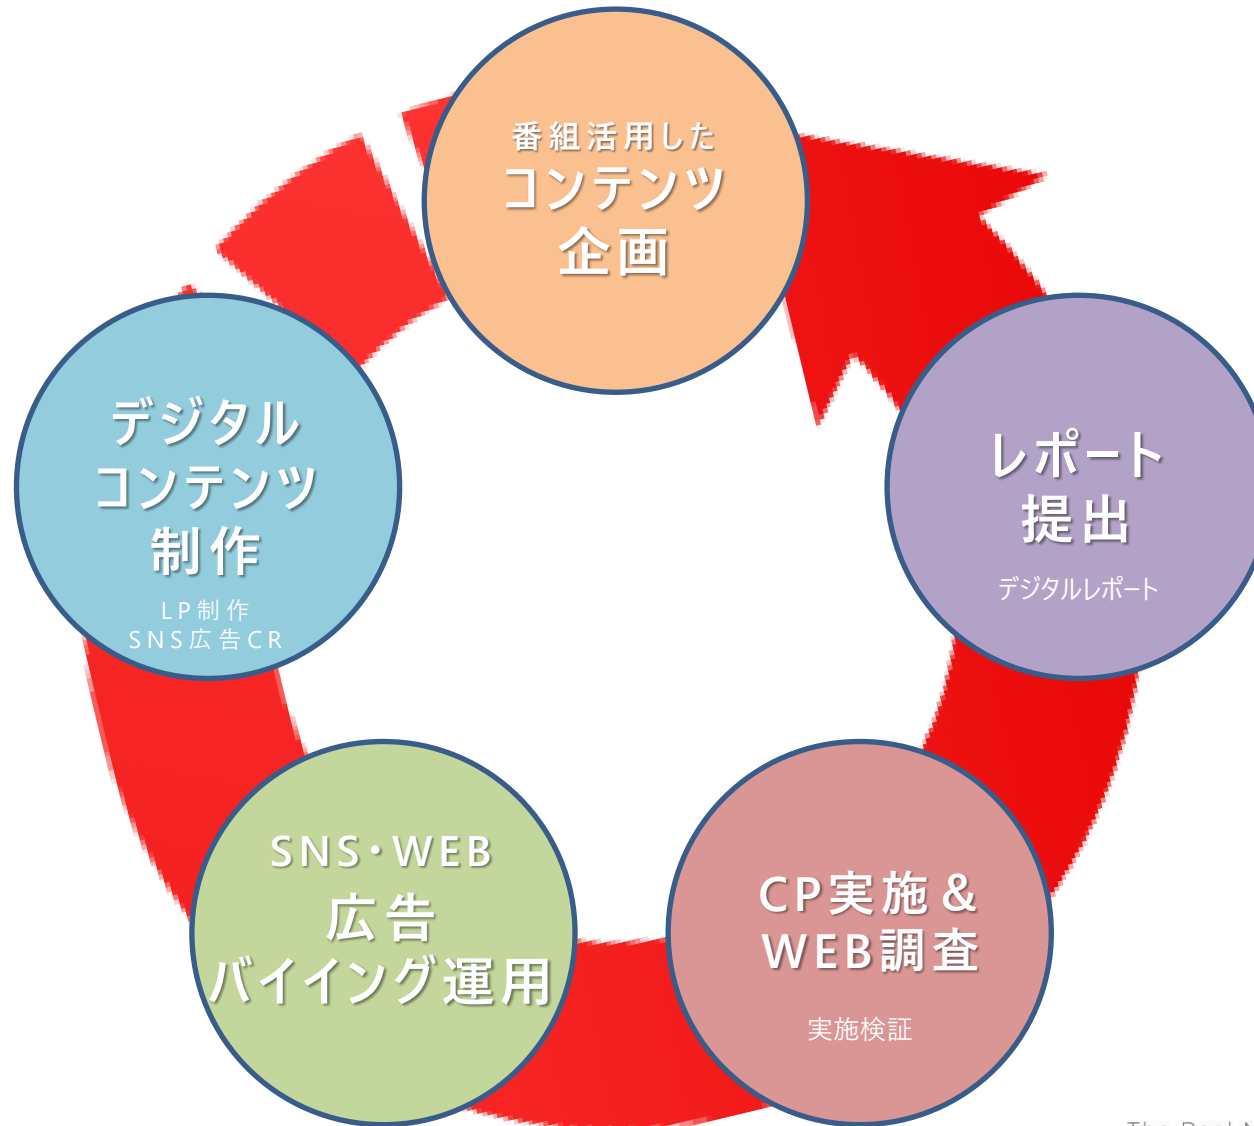 番組活用した
コンテンツ
企画
デジタル
コンテンツ
制作
LP制作
SNS広告CR
SNS・WEB
広告
バイイング運用
CP実施&
WEB調査
実施検証
レポート
提出
デジタルレポート